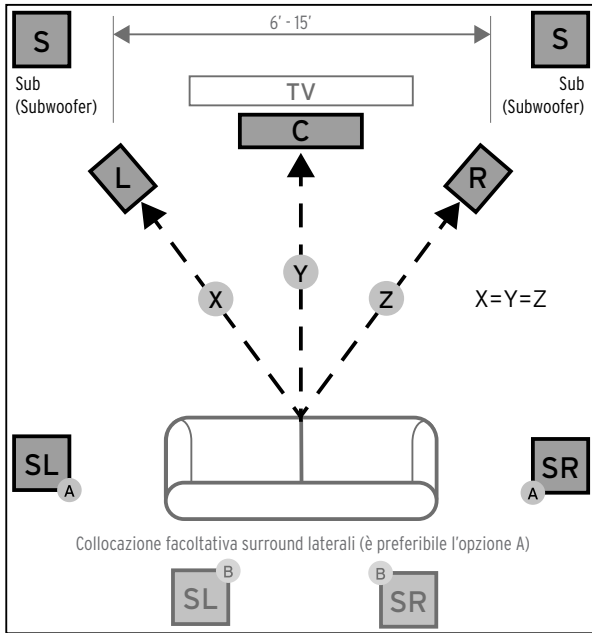 S
6' - 15'
S
Sub
(Subwoofer)
Sub
(Subwoofer)
TV
C
L
R
Y
X
Z
X=Y=Z
SL
A
SR
A
Collocazione facoltativa surround laterali (è preferibile l'opzione A)
SL
B
B
SR